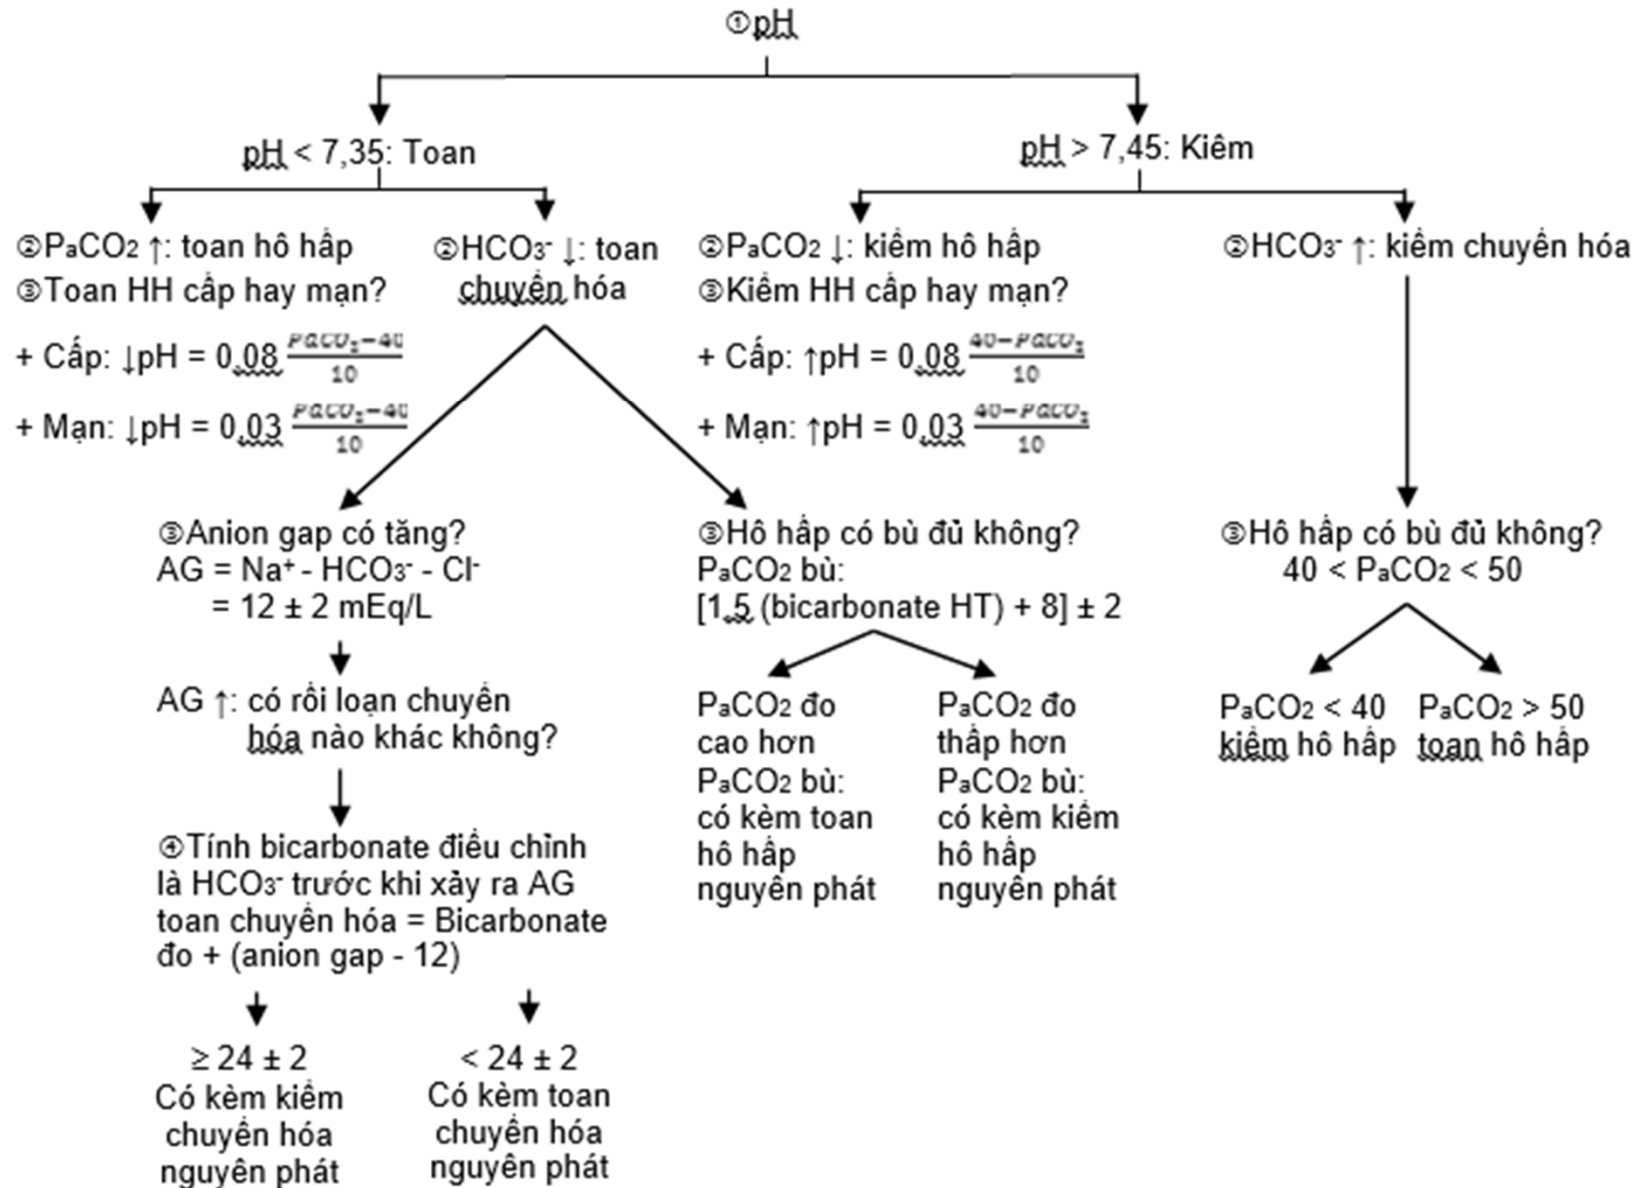 ①pH
pH < 7,35: Toan
pH > 7,45: Kiềm
②PaCO2 ↑: toan hô hấp
③Toan HH cấp hay mạn?
+ Cấp: ↓pH = 0,08 (PaCO₂−40)/10
+ Mạn: ↓pH = 0,03 (PaCO₂−40)/10
②HCO3- ↓: toan
chuyển hóa
②PaCO2 ↓: kiềm hô hấp
③Kiềm HH cấp hay mạn?
+ Cấp: ↑pH = 0,08 (40−PaCO₂)/10
+ Mạn: ↑pH = 0,03 (40−PaCO₂)/10
②HCO3- ↑: kiềm chuyển hóa
③Anion gap có tăng?
AG = Na+ - HCO3- - Cl-
= 12 ± 2 mEq/L
AG ↑: có rối loạn chuyển
hóa nào khác không?
④Tính bicarbonate điều chỉnh
là HCO3- trước khi xảy ra AG
toan chuyển hóa = Bicarbonate
đo + (anion gap - 12)
≥ 24 ± 2
Có kèm kiềm
chuyển hóa
nguyên phát
< 24 ± 2
Có kèm toan
chuyển hóa
nguyên phát
③Hô hấp có bù đủ không?
PaCO2 bù:
[1,5 (bicarbonate HT) + 8] ± 2
PaCO2 đo
cao hơn
PaCO2 bù:
có kèm toan
hô hấp
nguyên phát
PaCO2 đo
thấp hơn
PaCO2 bù:
có kèm kiềm
hô hấp
nguyên phát
③Hô hấp có bù đủ không?
40 < PaCO2 < 50
PaCO2 < 40
kiềm hô hấp
PaCO2 > 50
toan hô hấp